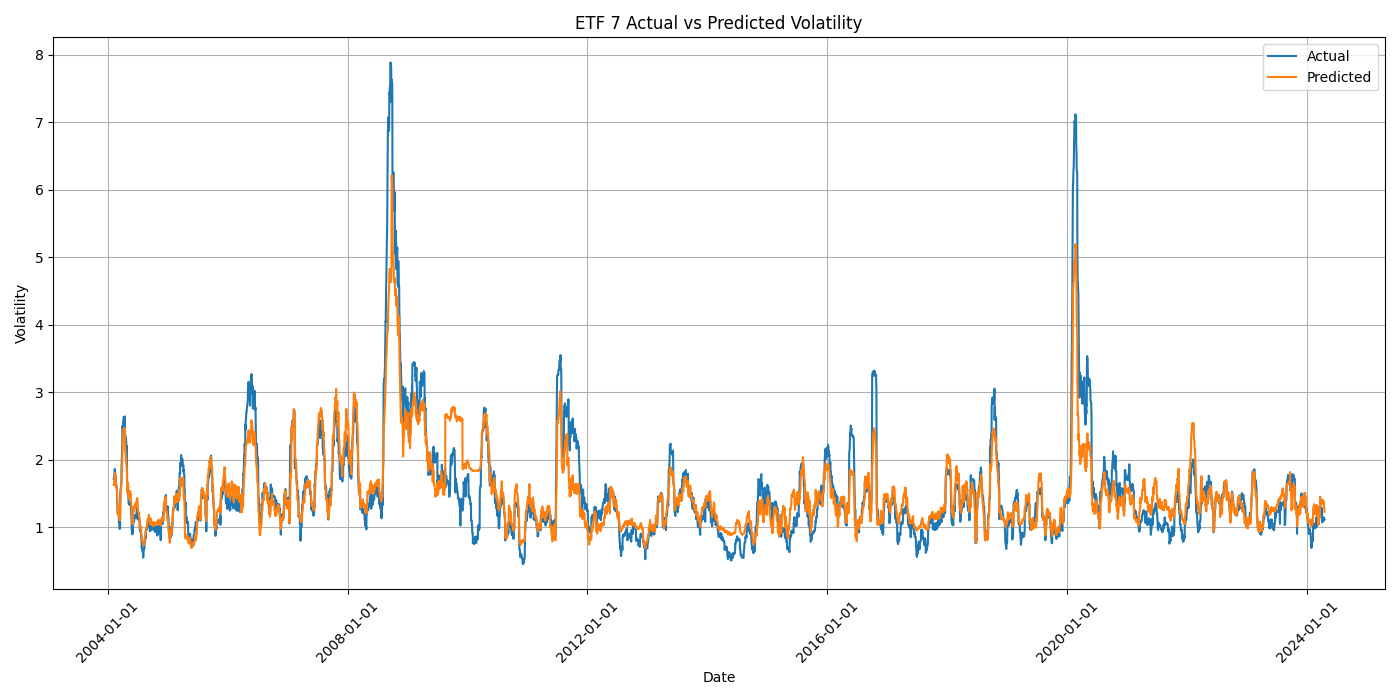 ETF 7 Actual vs Predicted Volatility
Actual
Predicted
Volatility
8
7
6
5
4
3
2
1
2004-01-01
2008-01-01
2012-01-01
2016-01-01
2020-01-01
2024-01-01
Date